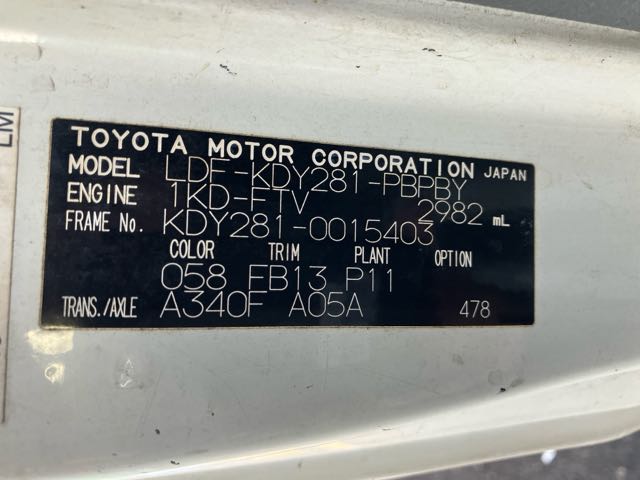 LM
TOYOTA MOTOR CORPORATION JAPAN
MODEL LDF-KDY281-PBPBY
ENGINE 1KD-FTV 2982 mL
FRAME No. KDY281-0015403
COLOR TRIM PLANT OPTION
058 FB13 P11
TRANS./AXLE A340F A05A 478